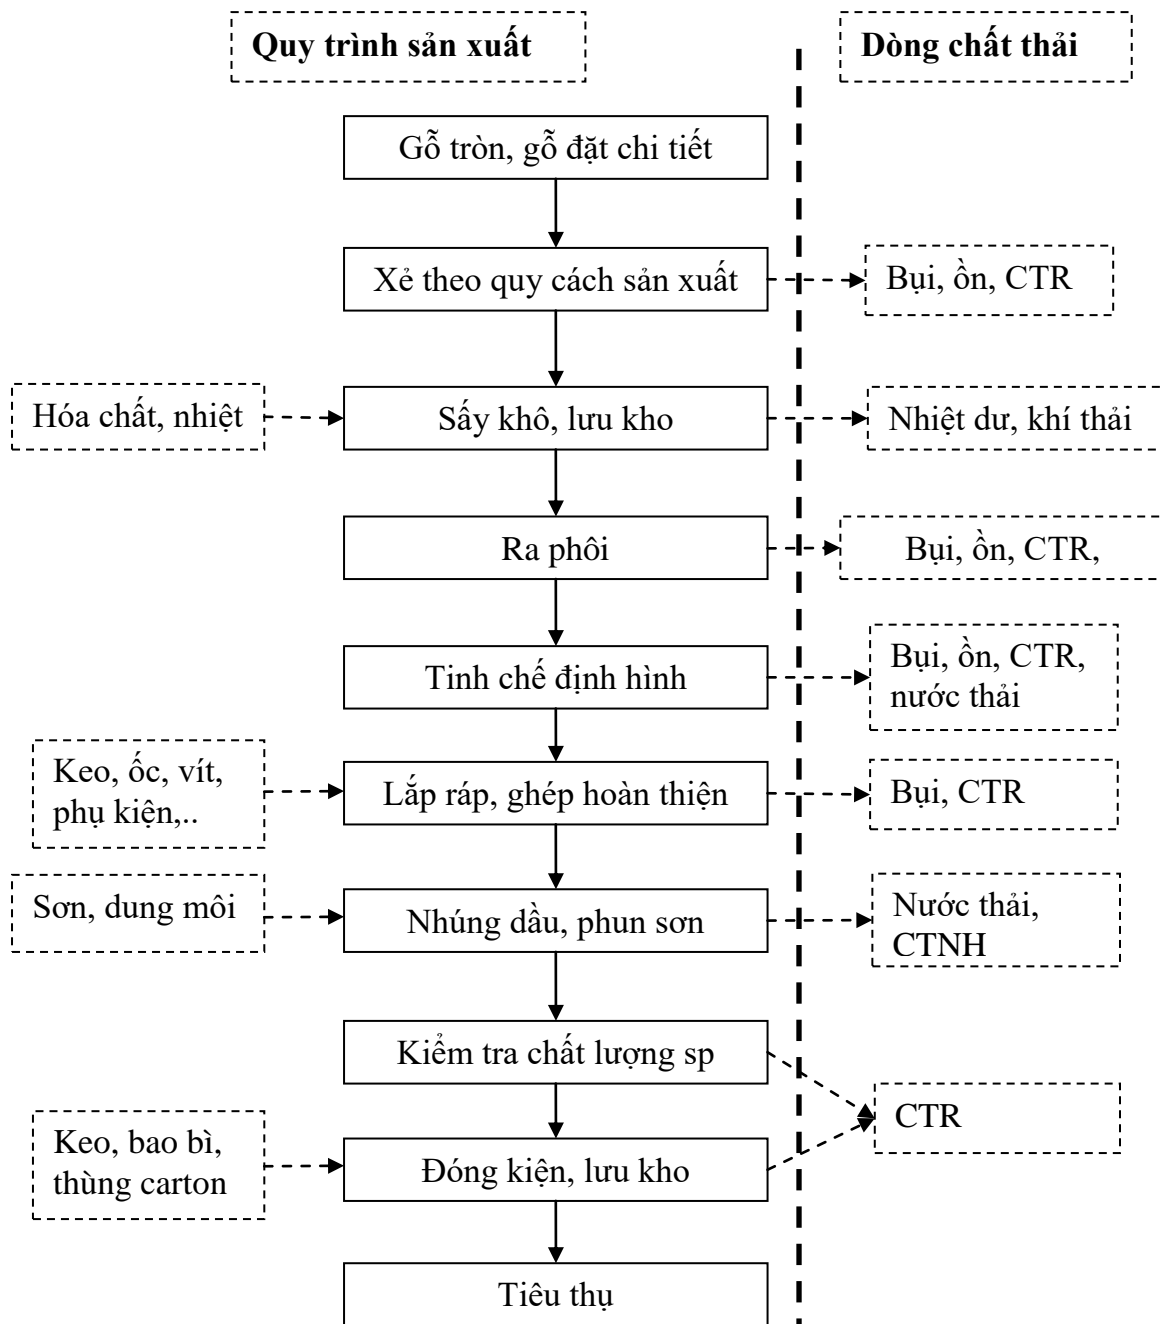 Quy trình sản xuất
Dòng chất thải
Gỗ tròn, gỗ đặt chi tiết
Xẻ theo quy cách sản xuất
Bụi, ồn, CTR
Hóa chất, nhiệt
Sấy khô, lưu kho
Nhiệt dư, khí thải
Ra phôi
Bụi, ồn, CTR,
Tinh chế định hình
Bụi, ồn, CTR,
nước thải
Keo, ốc, vít,
phụ kiện,..
Lắp ráp, ghép hoàn thiện
Bụi, CTR
Sơn, dung môi
Nhúng dầu, phun sơn
Nước thải,
CTNH
Kiểm tra chất lượng sp
CTR
Keo, bao bì,
thùng carton
Đóng kiện, lưu kho
Tiêu thụ